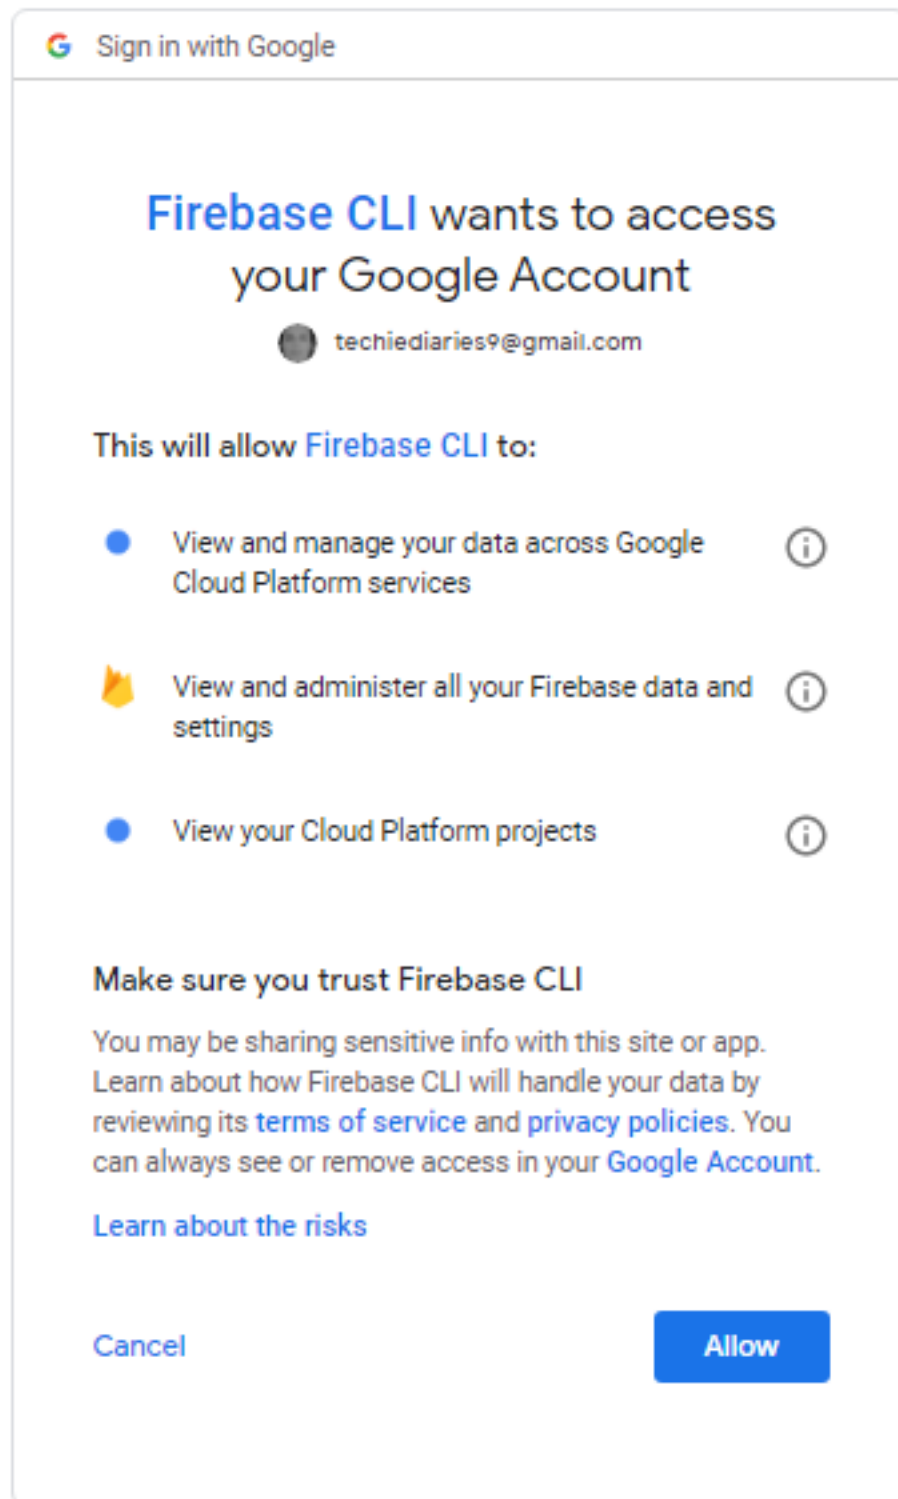 Sign in with Google
Firebase CLI wants to access
your Google Account
techiediaries9@gmail.com
This will allow Firebase CLI to:
View and manage your data across Google
Cloud Platform services
View and administer all your Firebase data and
settings
View your Cloud Platform projects
Make sure you trust Firebase CLI
You may be sharing sensitive info with this site or app.
Learn about how Firebase CLI will handle your data by
reviewing its terms of service and privacy policies. You
can always see or remove access in your Google Account.
Learn about the risks
Cancel
Allow